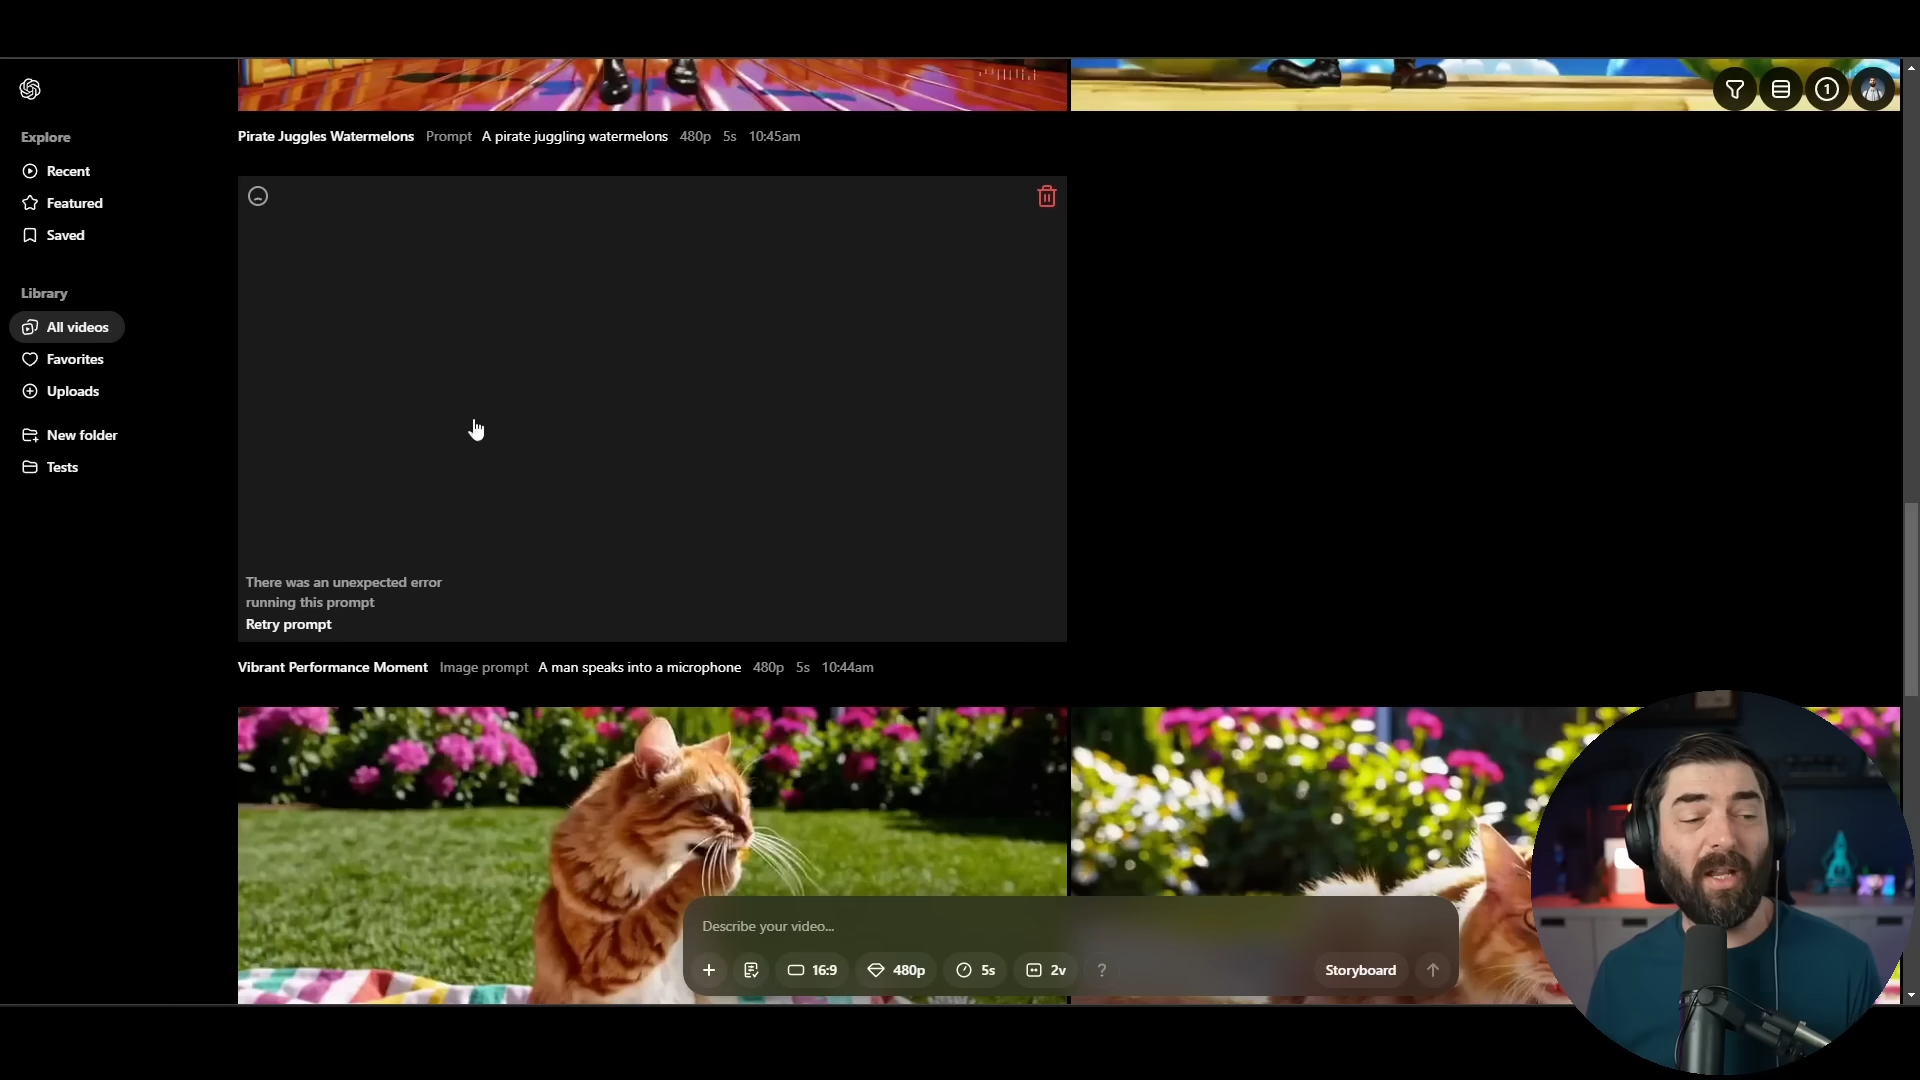 Explore
Recent
Featured
Saved
Library
All videos
Favorites
Uploads
New folder
Tests
1
Pirate Juggles Watermelons Prompt A pirate juggling watermelons 480p 5s 10:45am
There was an unexpected error
running this prompt
Retry prompt
Vibrant Performance Moment Image prompt A man speaks into a microphone 480p 5s 10:44am
Describe your video...
16:9 480p 5s 2v ? Storyboard